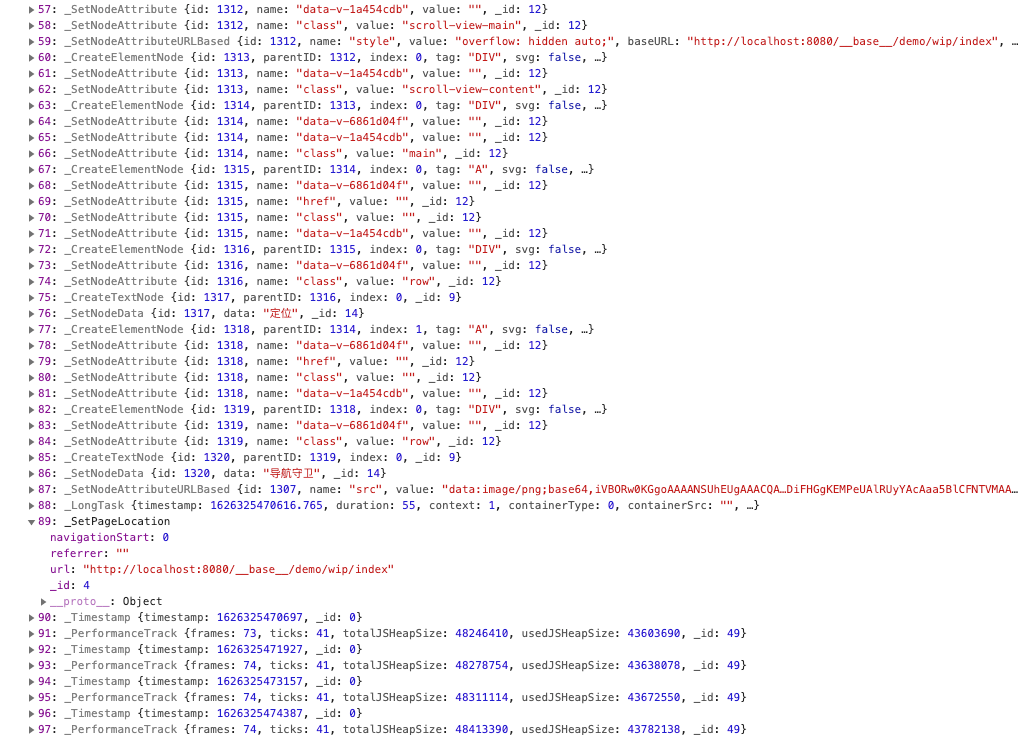 57: _SetNodeAttribute {id: 1312, name: "data-v-1a454cdb", value: "", _id: 12}
58: _SetNodeAttribute {id: 1312, name: "class", value: "scroll-view-main", _id: 12}
59: _SetNodeAttributeURLBased {id: 1312, name: "style", value: "overflow: hidden auto;", baseURL: "http://localhost:8080/__base__/demo/wip/index", …
60: _CreateElementNode {id: 1313, parentID: 1312, index: 0, tag: "DIV", svg: false, …}
61: _SetNodeAttribute {id: 1313, name: "data-v-1a454cdb", value: "", _id: 12}
62: _SetNodeAttribute {id: 1313, name: "class", value: "scroll-view-content", _id: 12}
63: _CreateElementNode {id: 1314, parentID: 1313, index: 0, tag: "DIV", svg: false, …}
64: _SetNodeAttribute {id: 1314, name: "data-v-6861d04f", value: "", _id: 12}
65: _SetNodeAttribute {id: 1314, name: "data-v-1a454cdb", value: "", _id: 12}
66: _SetNodeAttribute {id: 1314, name: "class", value: "main", _id: 12}
67: _CreateElementNode {id: 1315, parentID: 1314, index: 0, tag: "A", svg: false, …}
68: _SetNodeAttribute {id: 1315, name: "data-v-6861d04f", value: "", _id: 12}
69: _SetNodeAttribute {id: 1315, name: "href", value: "", _id: 12}
70: _SetNodeAttribute {id: 1315, name: "class", value: "", _id: 12}
71: _SetNodeAttribute {id: 1315, name: "data-v-1a454cdb", value: "", _id: 12}
72: _CreateElementNode {id: 1316, parentID: 1315, index: 0, tag: "DIV", svg: false, …}
73: _SetNodeAttribute {id: 1316, name: "data-v-6861d04f", value: "", _id: 12}
74: _SetNodeAttribute {id: 1316, name: "class", value: "row", _id: 12}
75: _CreateTextNode {id: 1317, parentID: 1316, index: 0, _id: 9}
76: _SetNodeData {id: 1317, data: "定位", _id: 14}
77: _CreateElementNode {id: 1318, parentID: 1314, index: 1, tag: "A", svg: false, …}
78: _SetNodeAttribute {id: 1318, name: "data-v-6861d04f", value: "", _id: 12}
79: _SetNodeAttribute {id: 1318, name: "href", value: "", _id: 12}
80: _SetNodeAttribute {id: 1318, name: "class", value: "", _id: 12}
81: _SetNodeAttribute {id: 1318, name: "data-v-1a454cdb", value: "", _id: 12}
82: _CreateElementNode {id: 1319, parentID: 1318, index: 0, tag: "DIV", svg: false, …}
83: _SetNodeAttribute {id: 1319, name: "data-v-6861d04f", value: "", _id: 12}
84: _SetNodeAttribute {id: 1319, name: "class", value: "row", _id: 12}
85: _CreateTextNode {id: 1320, parentID: 1319, index: 0, _id: 9}
86: _SetNodeData {id: 1320, data: "导航守卫", _id: 14}
87: _SetNodeAttributeURLBased {id: 1307, name: "src", value: "data:image/png;base64,iVBORw0KGgoAAAANSUhEUgAAACQA…DiFHGgKEMPeUAlRUyYAcAaa5BlCFNTVMAA…
88: _LongTask {timestamp: 1626325470616.765, duration: 55, context: 1, containerType: 0, containerSrc: "", …}
89: _SetPageLocation
navigationStart: 0
referrer: ""
url: "http://localhost:8080/__base__/demo/wip/index"
_id: 4
__proto__: Object
90: _Timestamp {timestamp: 1626325470697, _id: 0}
91: _PerformanceTrack {frames: 73, ticks: 41, totalJSHeapSize: 48246410, usedJSHeapSize: 43603690, _id: 49}
92: _Timestamp {timestamp: 1626325471927, _id: 0}
93: _PerformanceTrack {frames: 74, ticks: 41, totalJSHeapSize: 48278754, usedJSHeapSize: 43638078, _id: 49}
94: _Timestamp {timestamp: 1626325473157, _id: 0}
95: _PerformanceTrack {frames: 74, ticks: 41, totalJSHeapSize: 48311114, usedJSHeapSize: 43672550, _id: 49}
96: _Timestamp {timestamp: 1626325474387, _id: 0}
97: _PerformanceTrack {frames: 74, ticks: 41, totalJSHeapSize: 48413390, usedJSHeapSize: 43782138, _id: 49}